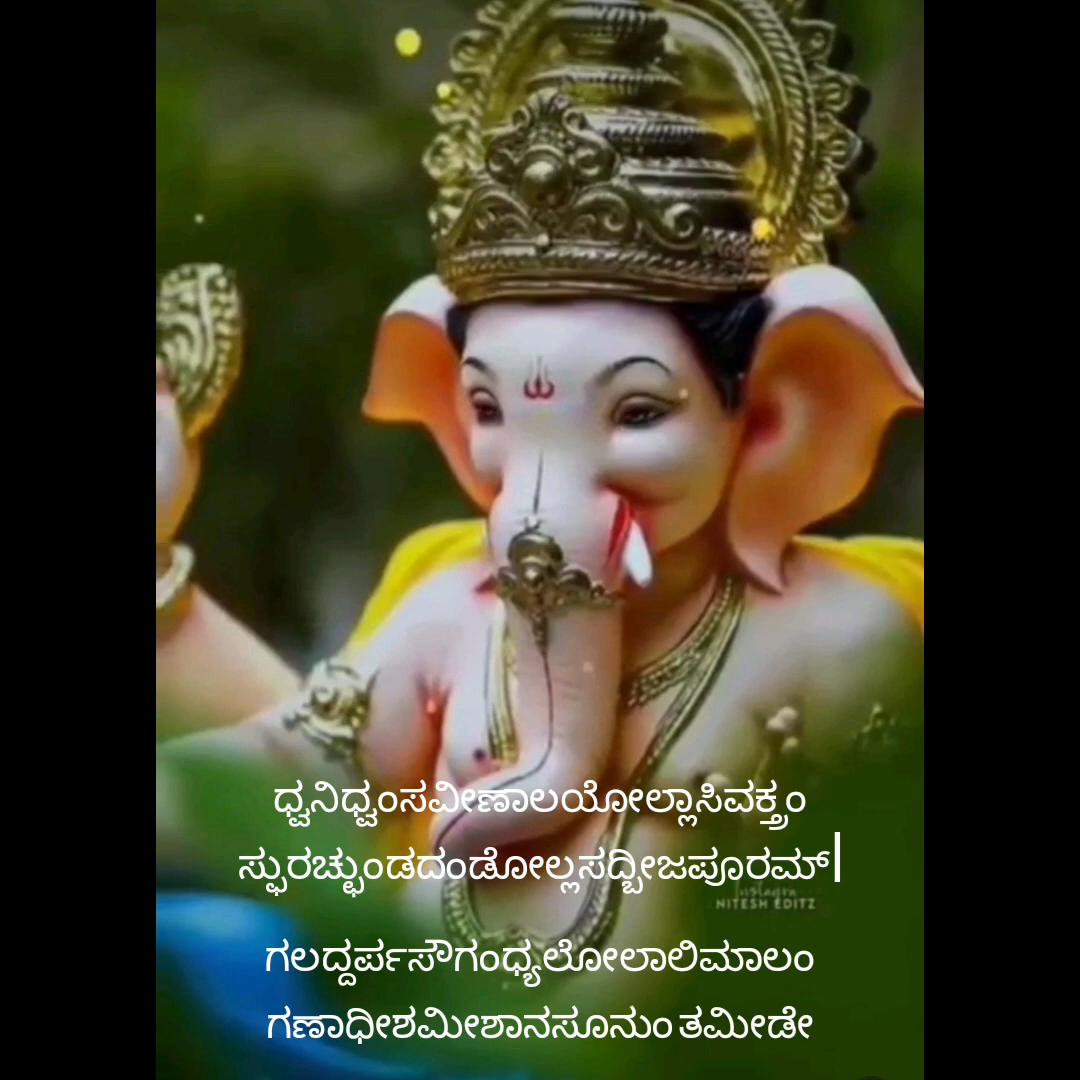 ಧ್ವನಿಧ್ವಂಸವೀಣಾಲಯೋಲ್ಲಾಸಿವಕ್ತ್ರಂ
ಸ್ಫುರಚ್ಛುಂಡದಂಡೋಲ್ಲಸದ್ಬೀಜಪೂರಮ್|
Instagram
NITESH EDITZ
ಗಲದ್ದರ್ಪಸೌಗಂಧ್ಯಲೋಲಾಲಿಮಾಲಂ
ಗಣಾಧೀಶಮೀಶಾನಸೂನುಂ ತಮೀಡೇ